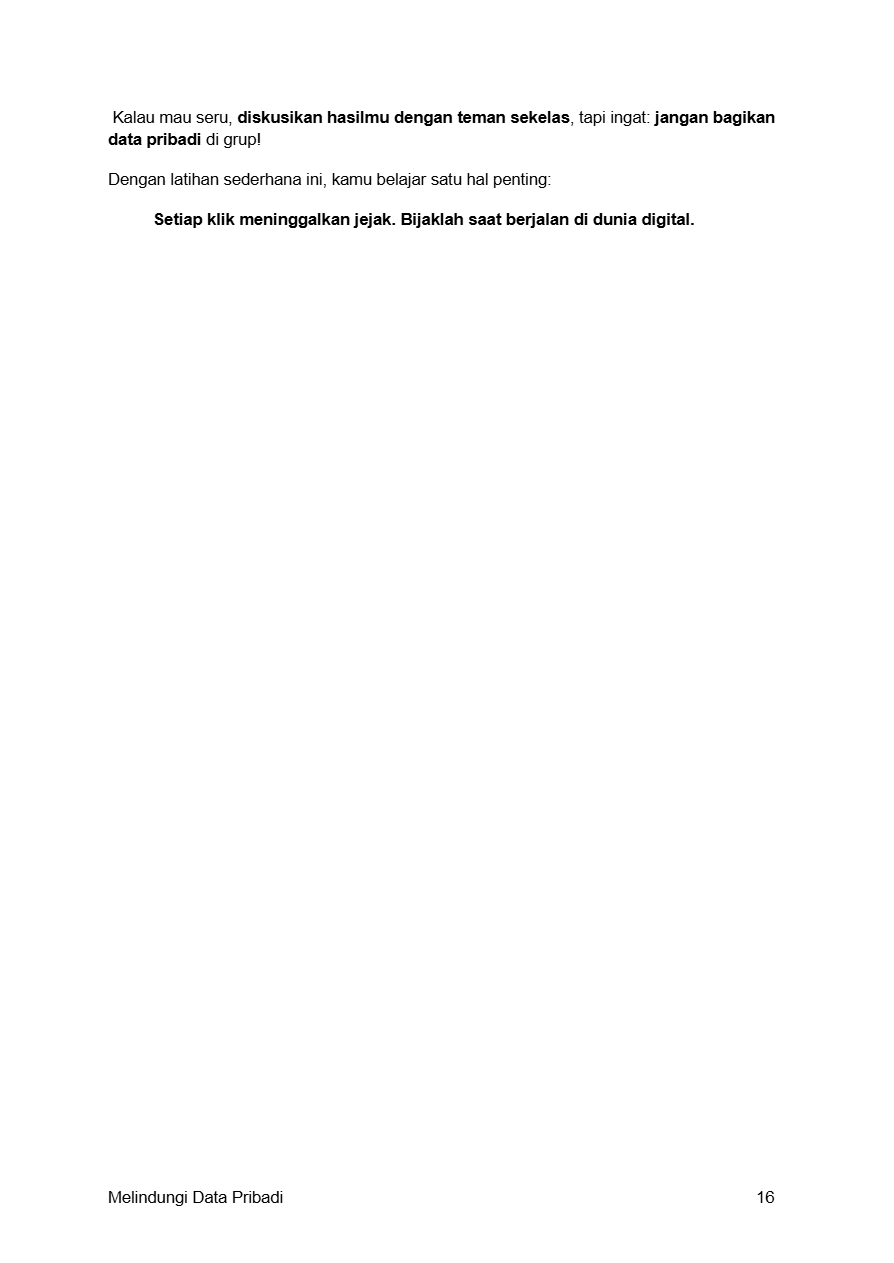 Kalau mau seru, diskusikan hasilmu dengan teman sekelas, tapi ingat: jangan bagikan
data pribadi di grup!
Dengan latihan sederhana ini, kamu belajar satu hal penting:
Setiap klik meninggalkan jejak. Bijaklah saat berjalan di dunia digital.
Melindungi Data Pribadi 16